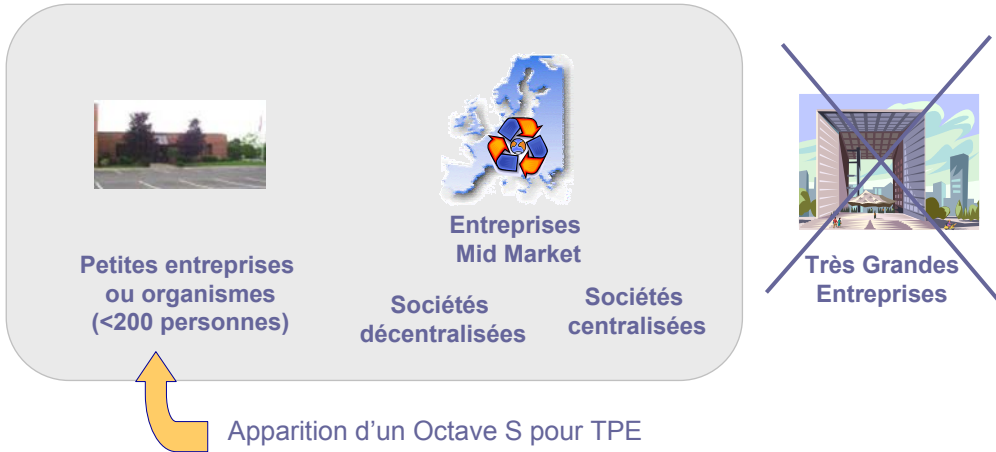 Entreprises
Mid Market
Petites entreprises
ou organismes
(<200 personnes)
Sociétés
décentralisées
Sociétés
centralisées
Très Grandes
Entreprises
Apparition d’un Octave S pour TPE